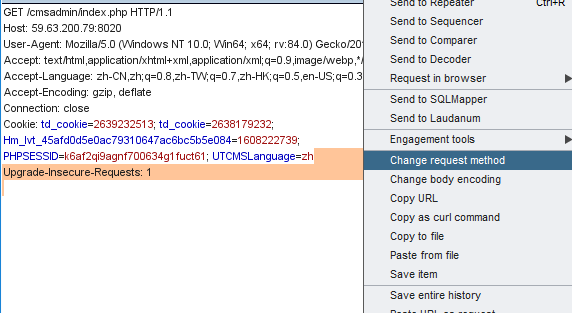 GET /cmsadmin/index.php HTTP/1.1
Host: 59.63.200.79:8020
User-Agent: Mozilla/5.0 (Windows NT 10.0; Win64; x64; rv:84.0) Gecko/20
Accept: text/html,application/xhtml+xml,application/xml;q=0.9,image/webp,*/
Accept-Language: zh-CN,zh;q=0.8,zh-TW;q=0.7,zh-HK;q=0.5,en-US;q=0.3
Accept-Encoding: gzip, deflate
Connection: close
Cookie: td_cookie=2639232513; td_cookie=2638179232;
Hm_lvt_45afd0d5e0ac79310647ac6bc5b5e084=1608222739;
PHPSESSID=k6af2qi9agnf700634g1fuct61; UTCMSLanguage=zh
Upgrade-Insecure-Requests: 1
Send to Repeater Ctrl+R
Send to Sequencer
Send to Comparer
Send to Decoder
Request in browser
Send to SQLMapper
Send to Laudanum
Engagement tools
Change request method
Change body encoding
Copy URL
Copy as curl command
Copy to file
Paste from file
Save item
Save entire history
Paste URL as request